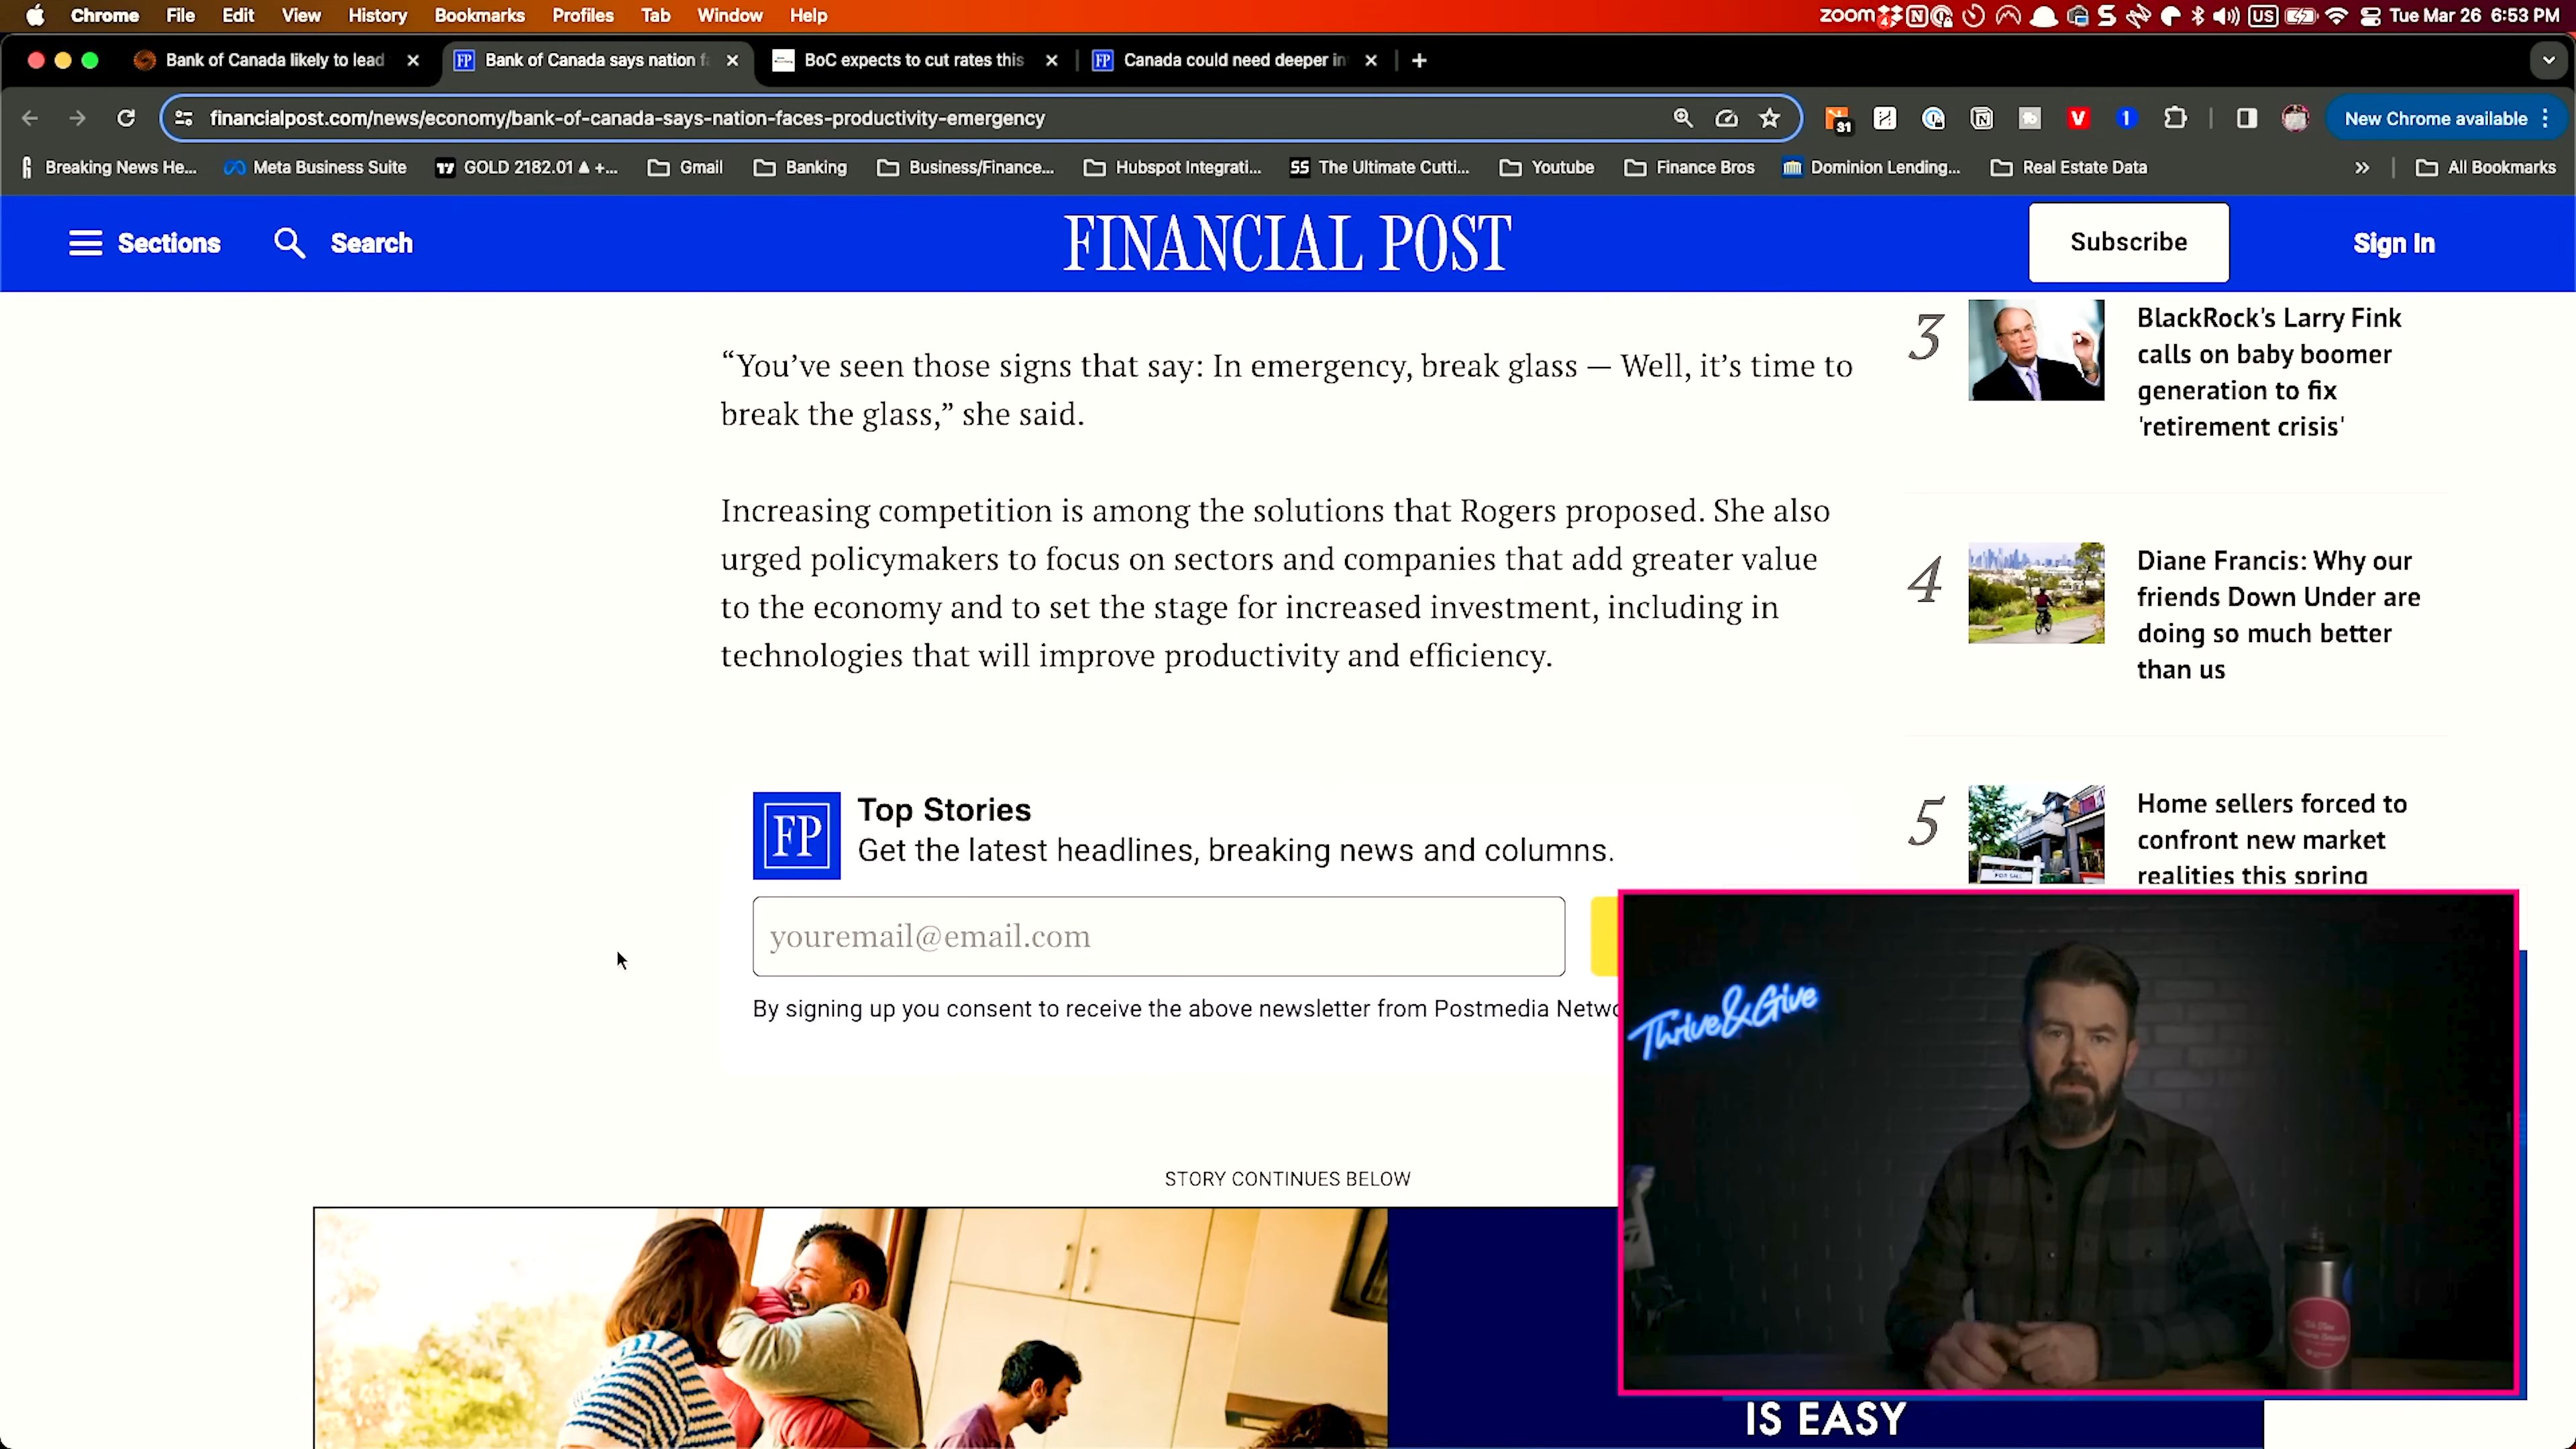 Chrome File Edit View History Bookmarks Profiles Tab Window Help
zoom US Tue Mar 26 6:53 PM
Bank of Canada likely to lead
Bank of Canada says nation f
BoC expects to cut rates this
Canada could need deeper in
financialpost.com/news/economy/bank-of-canada-says-nation-faces-productivity-emergency
31
New Chrome available
Breaking News He... Meta Business Suite GOLD 2182.01 ▲ +... Gmail Banking Business/Finance... Hubspot Integrati... SS The Ultimate Cutti... Youtube Finance Bros Dominion Lending... Real Estate Data » All Bookmarks
Sections Search
FINANCIAL POST
Subscribe
Sign In
“You’ve seen those signs that say: In emergency, break glass — Well, it’s time to
break the glass,” she said.
Increasing competition is among the solutions that Rogers proposed. She also
urged policymakers to focus on sectors and companies that add greater value
to the economy and to set the stage for increased investment, including in
technologies that will improve productivity and efficiency.
FP
Top Stories
Get the latest headlines, breaking news and columns.
youremail@email.com
By signing up you consent to receive the above newsletter from Postmedia Netwo
STORY CONTINUES BELOW
3
BlackRock's Larry Fink
calls on baby boomer
generation to fix
'retirement crisis'
4
Diane Francis: Why our
friends Down Under are
doing so much better
than us
5
Home sellers forced to
confront new market
realities this spring
FOR SALE
Thrive&Give
IS EASY